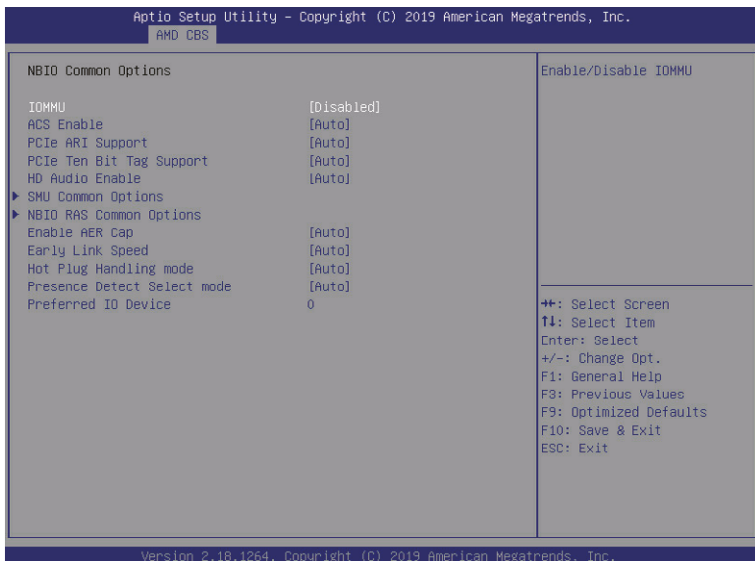 Aptio Setup Utility – Copyright (C) 2019 American Megatrends, Inc.
AMD CBS
NBIO Common Options
Enable/Disable IOMMU
IOMMU [Disabled]
ACS Enable [Auto]
PCIe ARI Support [Auto]
PCIe Ten Bit Tag Support [Auto]
HD Audio Enable [Auto]
SMU Common Options
NBIO RAS Common Options
Enable AER Cap [Auto]
Early Link Speed [Auto]
Hot Plug Handling mode [Auto]
Presence Detect Select mode [Auto]
Preferred IO Device 0
→←: Select Screen
↑↓: Select Item
Enter: Select
+/-: Change Opt.
F1: General Help
F3: Previous Values
F9: Optimized Defaults
F10: Save & Exit
ESC: Exit
Version 2.18.1264. Copyright (C) 2019 American Megatrends, Inc.